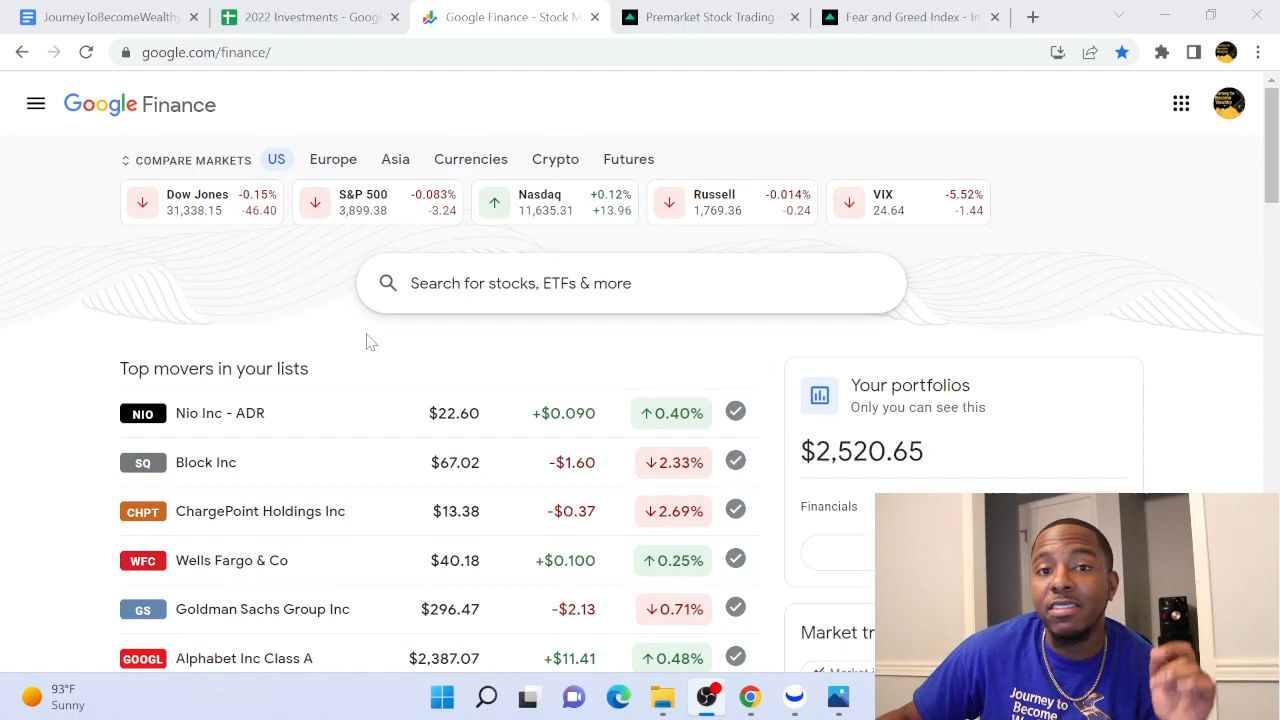 JourneyToBecomeWealthy
2022 Investments - Googl
Google Finance - Stock M
Premarket Stock Trading -
Fer and Greed Index - In
google.com/finance/
Google Finance
COMPARE MARKETS US Europe Asia Currencies Crypto Futures
Dow Jones -0.15%
31,338.15 -46.40
S&P 500 -0.083%
3,899.38 -3.24
Nasdaq +0.12%
11,635.31 +13.96
Russell -0.014%
1,769.36 -0.24
VIX -5.52%
24.64 -1.44
Search for stocks, ETFs & more
Top movers in your lists
NIO Nio Inc - ADR $22.60 +$0.090 ↑0.40%
SQ Block Inc $67.02 -$1.60 ↓2.33%
CHPT ChargePoint Holdings Inc $13.38 -$0.37 ↓2.69%
WFC Wells Fargo & Co $40.18 +$0.100 ↑0.25%
GS Goldman Sachs Group Inc $296.47 -$2.13 ↓0.71%
GOOGL Alphabet Inc Class A $2,387.07 +$11.41 ↑0.48%
Your portfolios
Only you can see this
$2,520.65
Financials
Market tr
Journey to
Become
93°F
Sunny